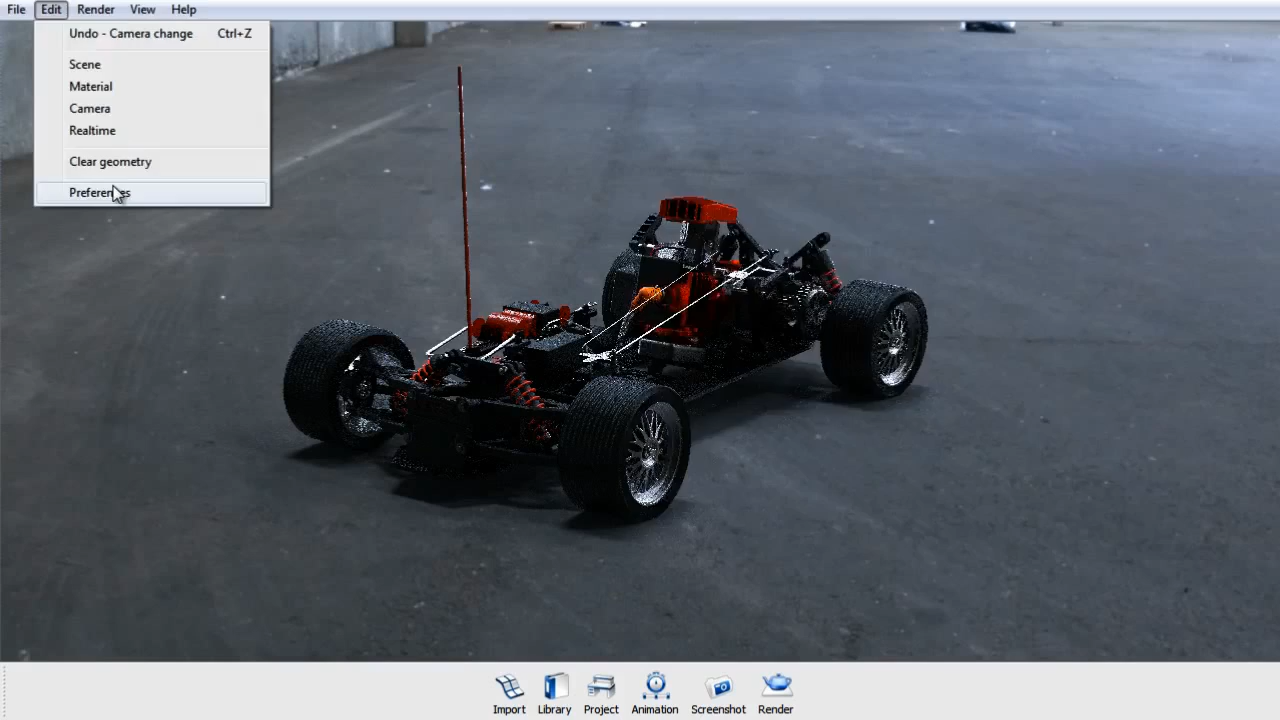 File Edit Render View Help
Undo - Camera change Ctrl+Z
Scene
Material
Camera
Realtime
Clear geometry
Preferences
Import Library Project Animation Screenshot Render